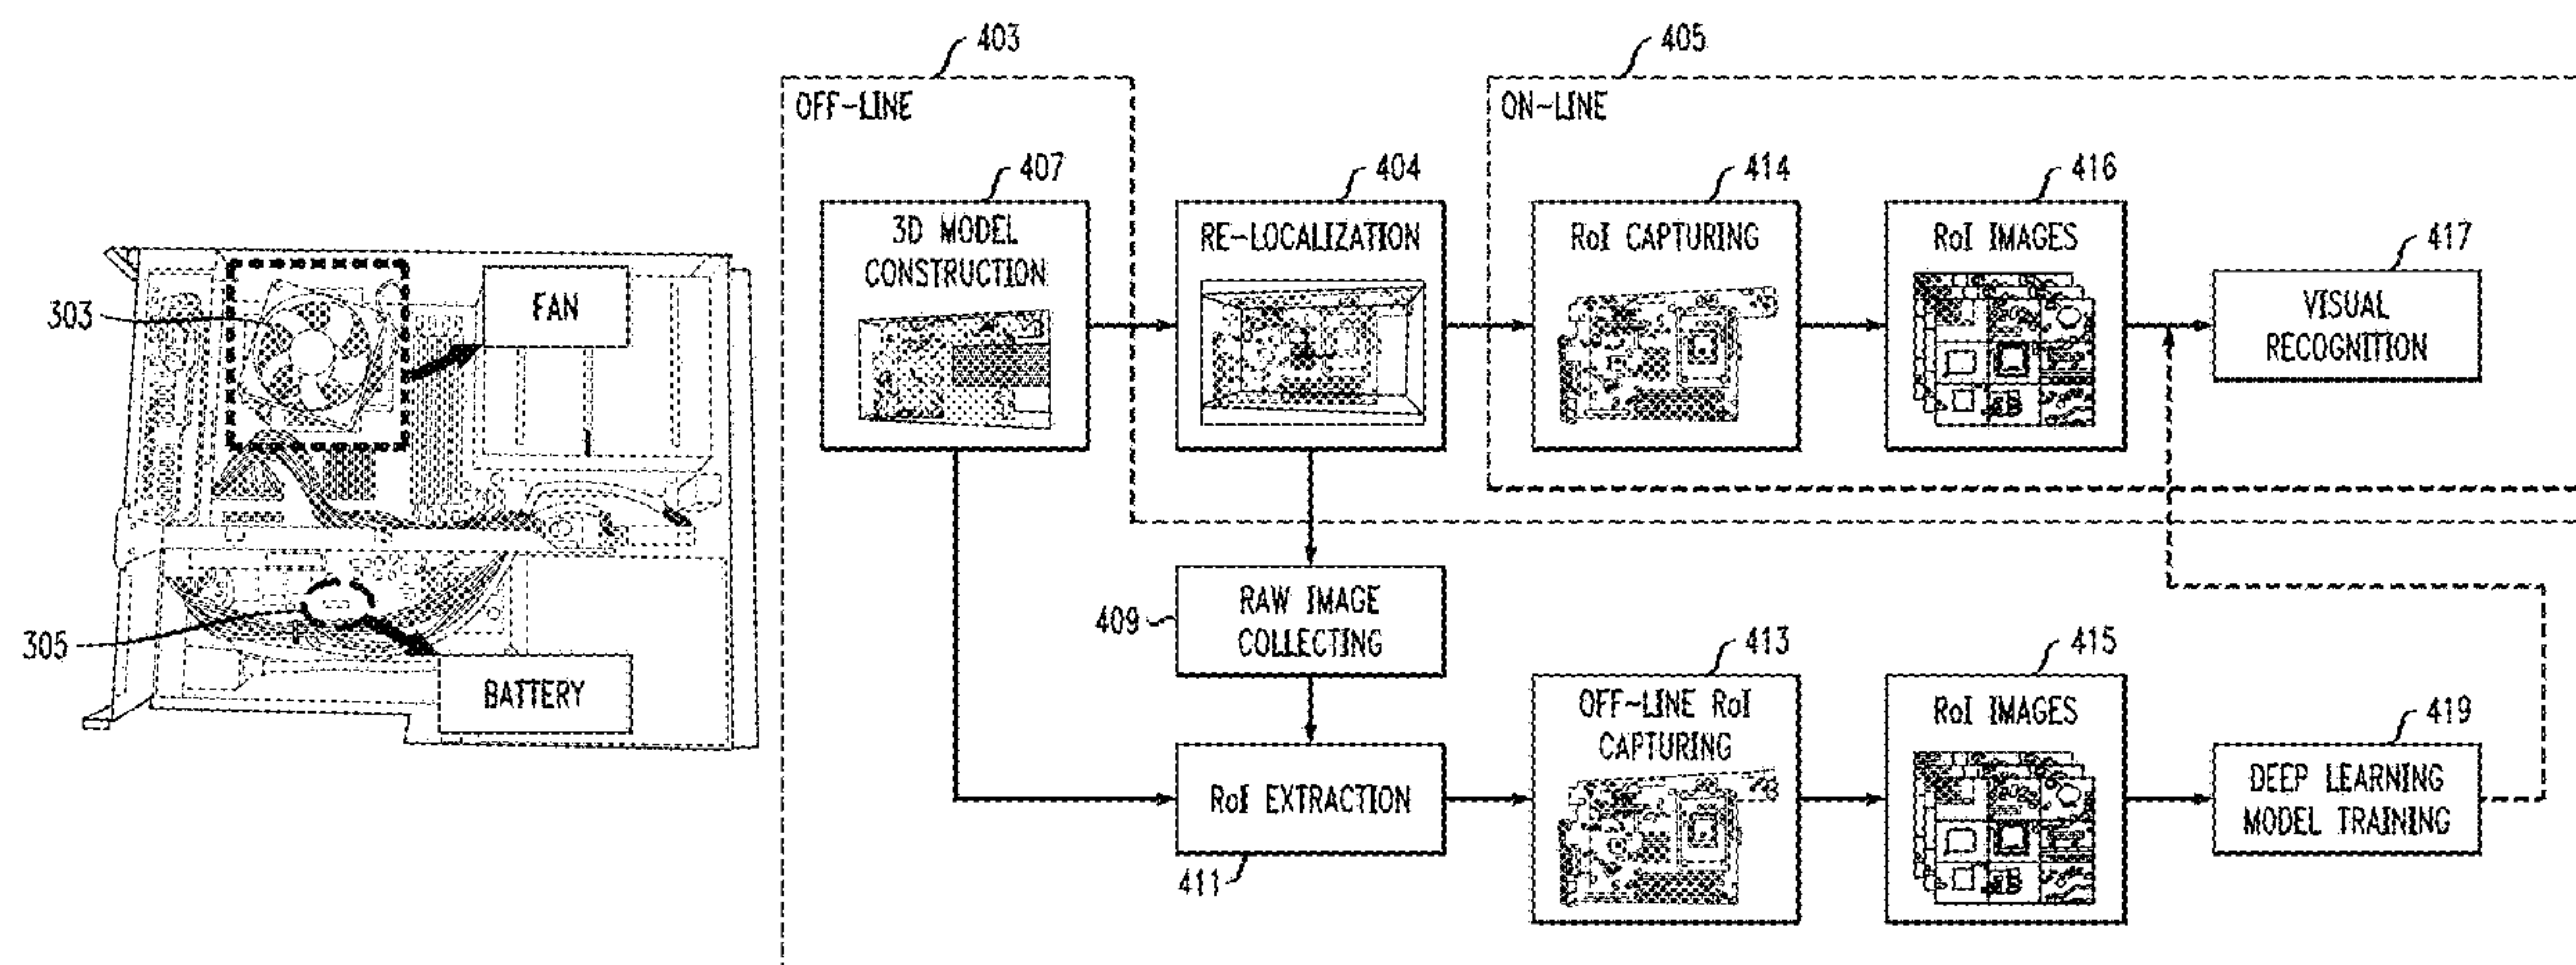 303
FAN
305
BATTERY
403
OFF-LINE
405
ON-LINE
407
3D MODEL
CONSTRUCTION
404
RE-LOCALIZATION
414
RoI CAPTURING
416
RoI IMAGES
417
VISUAL
RECOGNITION
409
RAW IMAGE
COLLECTING
411
RoI EXTRACTION
413
OFF-LINE RoI
CAPTURING
415
RoI IMAGES
419
DEEP LEARNING
MODEL TRAINING